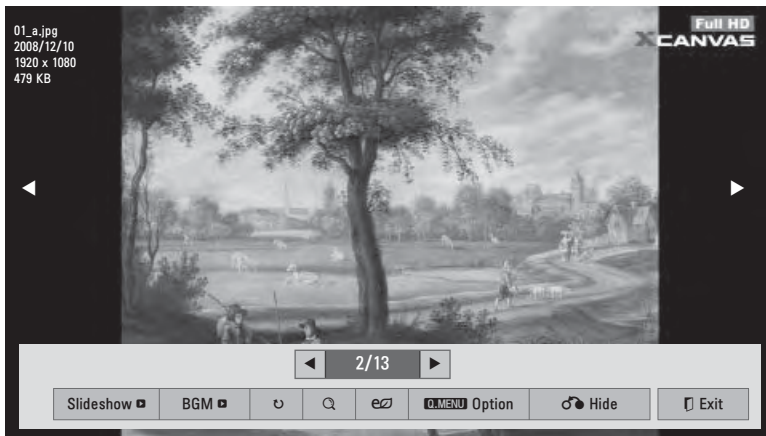 01_a.jpg
2008/12/10
1920 x 1080
479 KB
Full HD
XCANVAS
2/13
Slideshow
BGM
Q.MENU Option
Hide
Exit